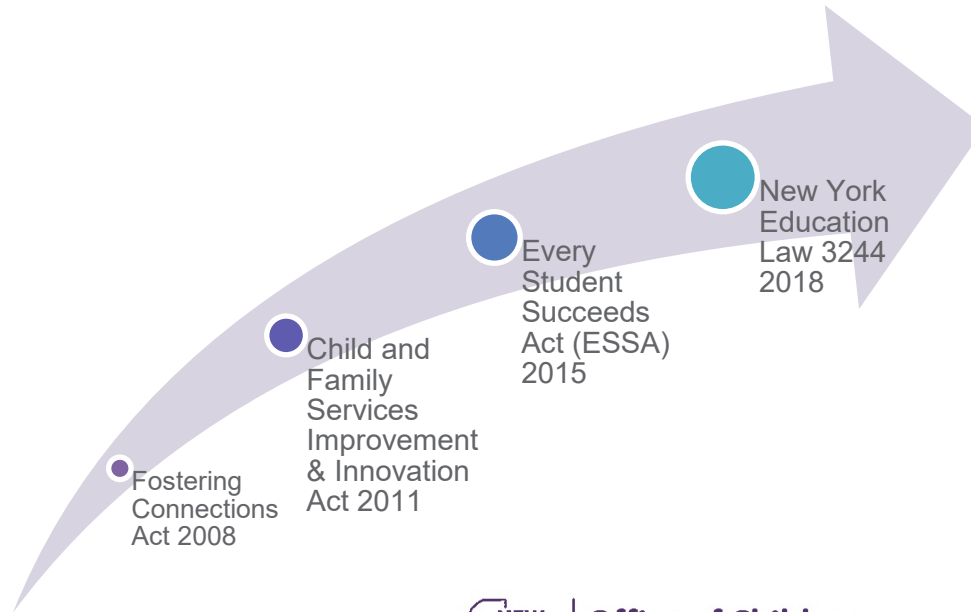 New York
Education
Law 3244
2018
Every
Student
Succeeds
Act (ESSA)
2015
Child and
Family
Services
Improvement
& Innovation
Act 2011
Fostering
Connections
Act 2008